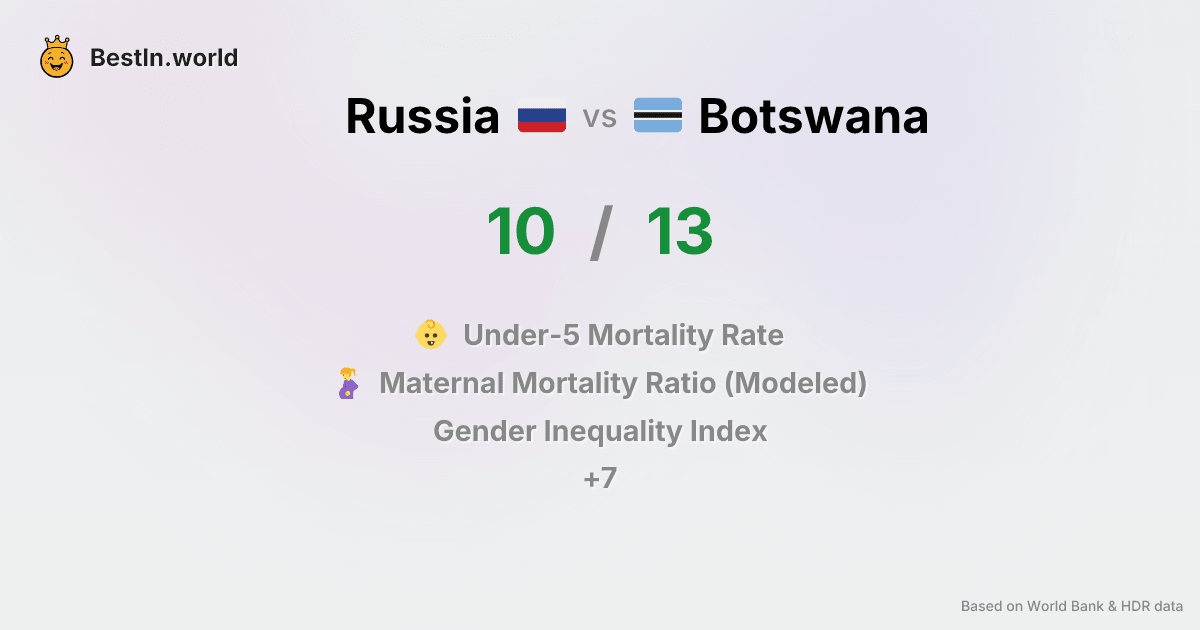 BestIn.world
Russia vs Botswana
10 / 13
Under-5 Mortality Rate
Maternal Mortality Ratio (Modeled)
Gender Inequality Index
+7
Based on World Bank & HDR data